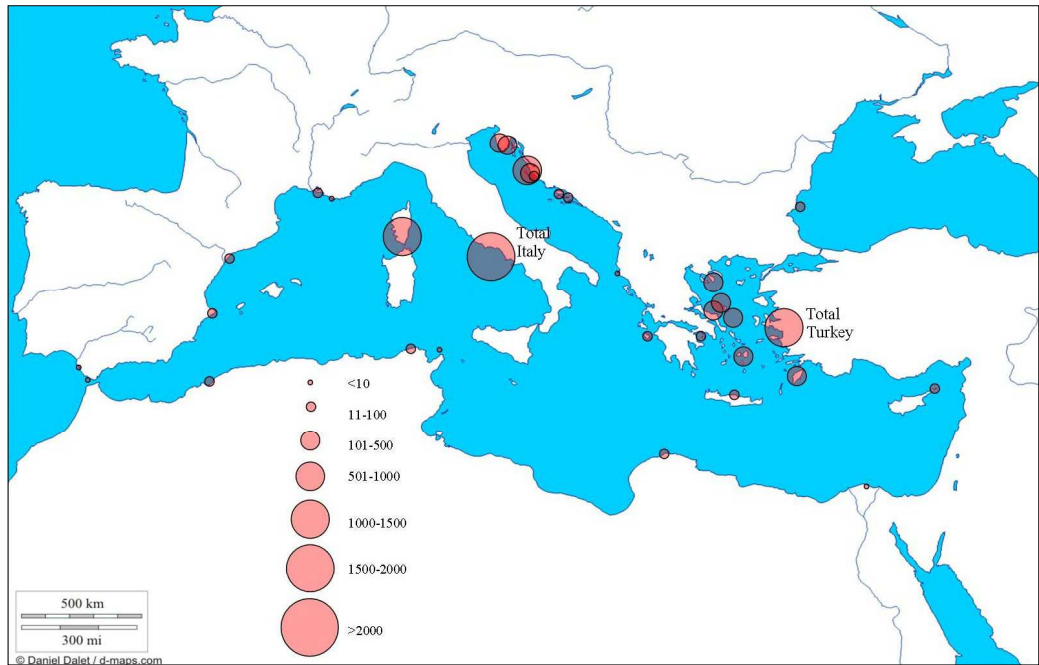 Total
Italy
Total
Turkey
<10
11-100
101-500
501-1000
1000-1500
1500-2000
>2000
500 km
300 mi
© Daniel Dalet / d-maps.com